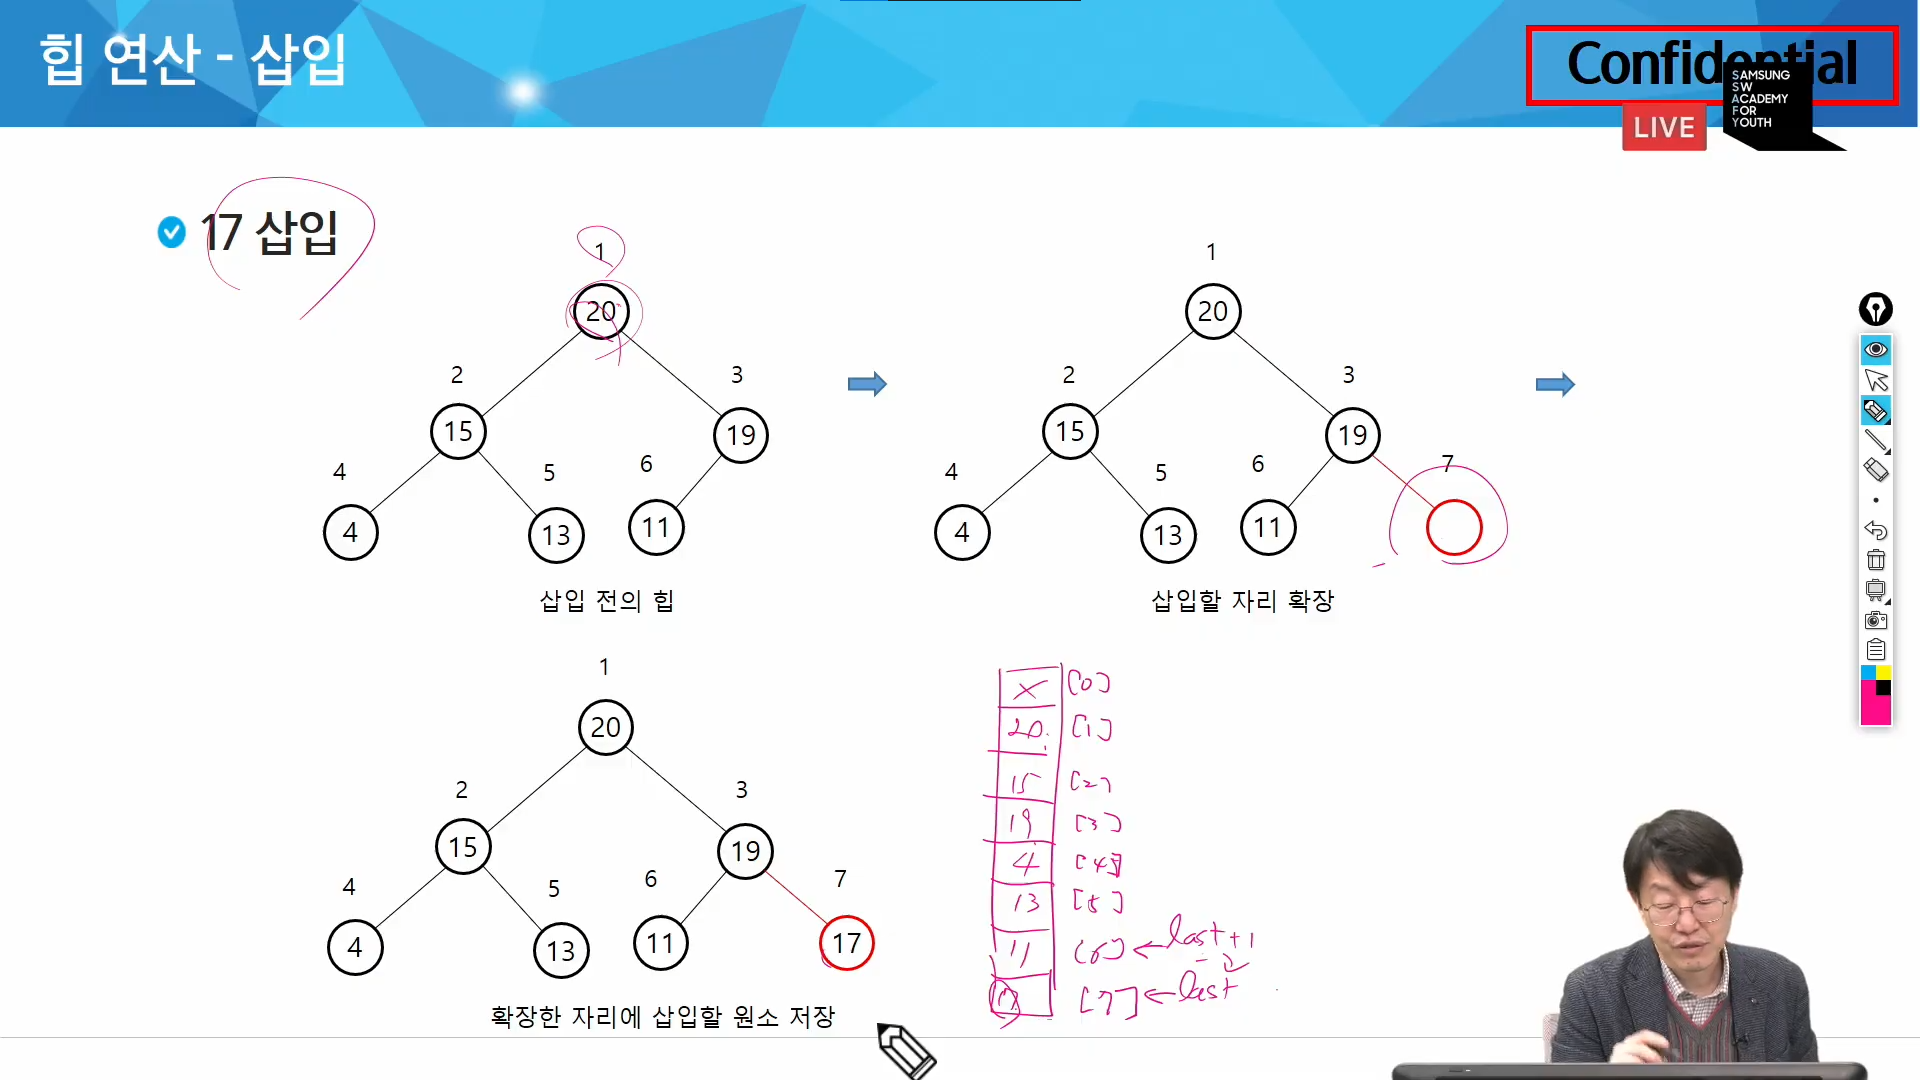 힙 연산 - 삽입
Confidential
SAMSUNG
SW
ACADEMY
FOR
YOUTH
LIVE
17 삽입
1
20
2
3
15
19
4
5
6
4
13
11
삽입 전의 힙
1
20
2
3
15
19
4
5
6
7
4
13
11
삽입할 자리 확장
1
20
2
3
15
19
4
5
6
7
4
13
11
17
확장한 자리에 삽입할 원소 저장
X [0]
20 [1]
15 [2]
19 [3]
4 [4]
13 [5]
11 [6] ← last +1
17 [7] ← last